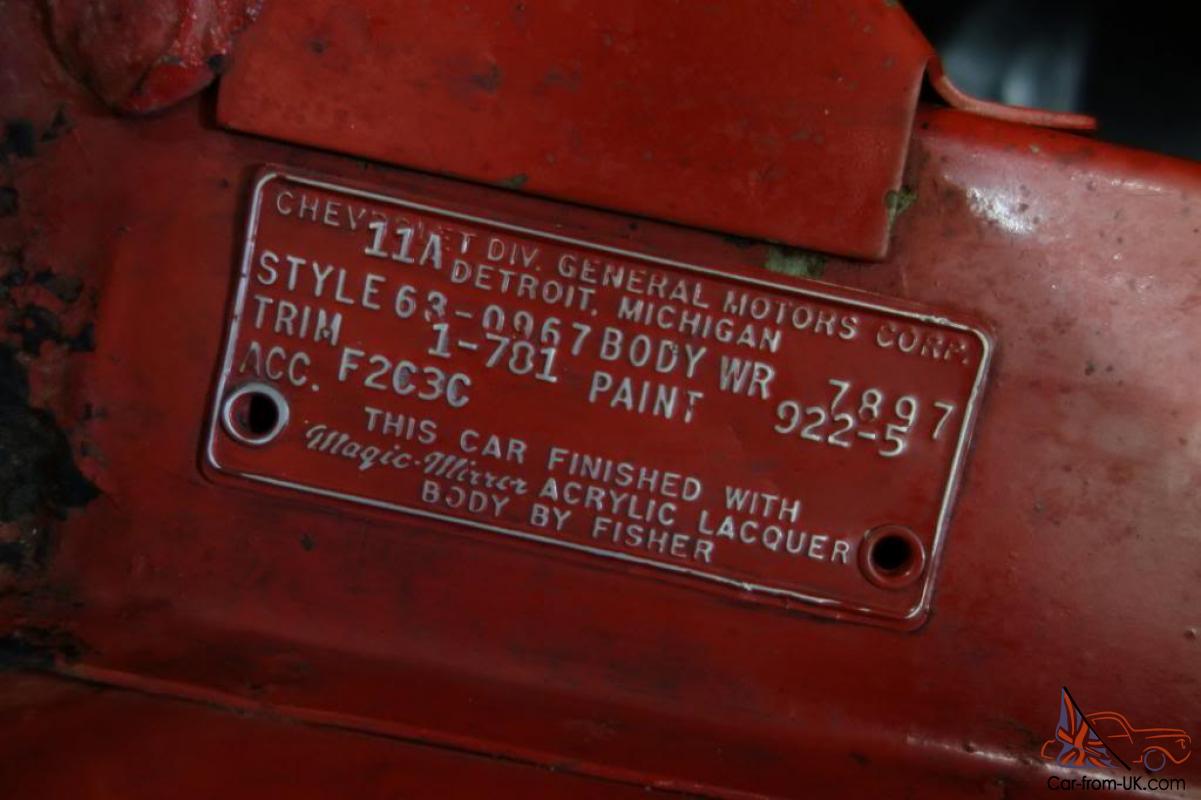 CHEVROLET DIV. GENERAL MOTORS CORP.
11A DETROIT, MICHIGAN
STYLE 63-0967 BODY WR 7897
TRIM 1-781 PAINT 922-5
ACC. F2C3C
THIS CAR FINISHED WITH
Magic-Mirror ACRYLIC LACQUER
BODY BY FISHER
Car-from-UK.com